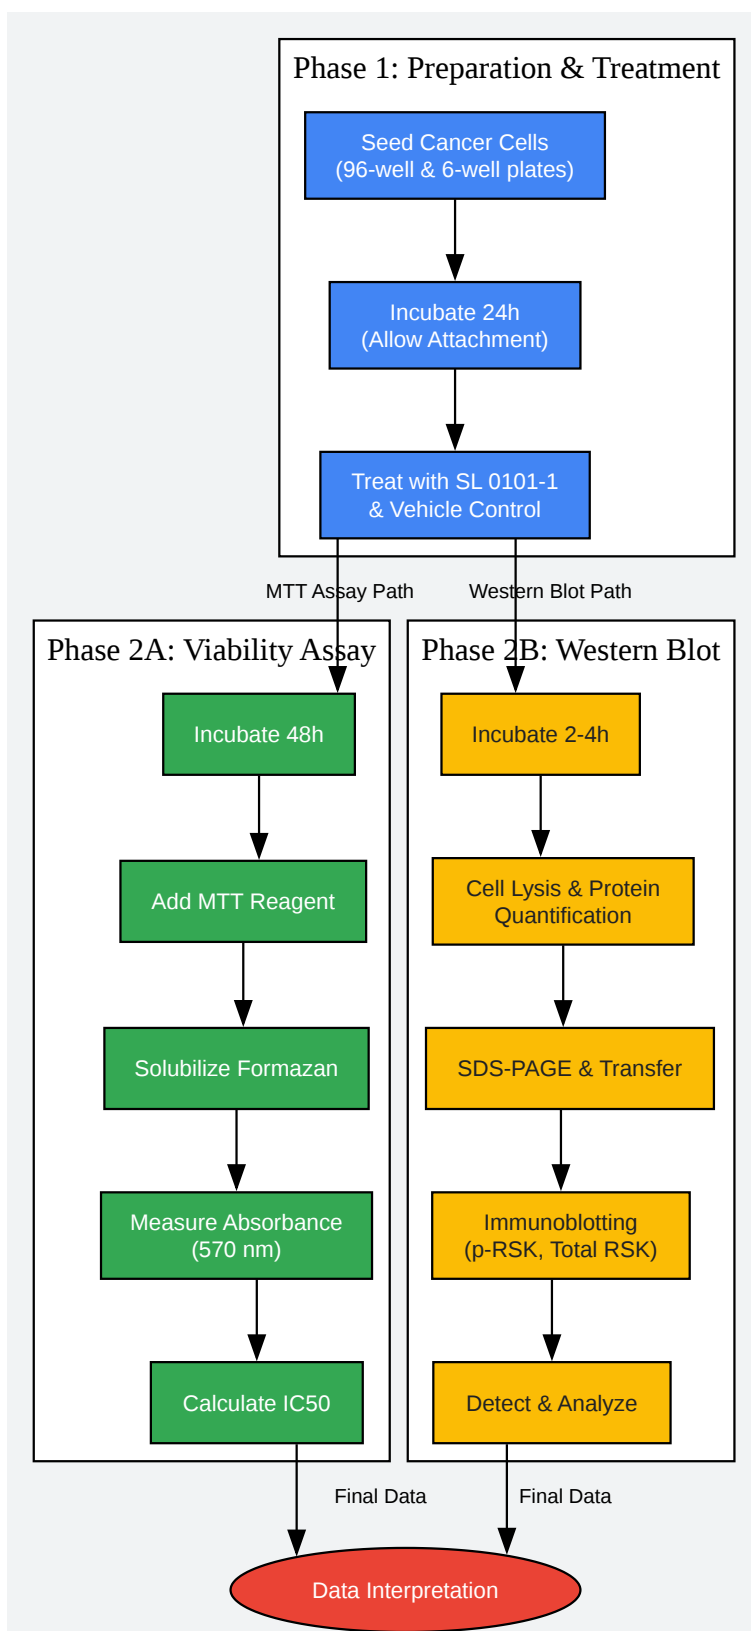 Phase 1: Preparation & Treatment
Seed Cancer Cells
(96-well & 6-well plates)
Incubate 24h
(Allow Attachment)
Treat with SL 0101-1
& Vehicle Control
MTT Assay Path
Western Blot Path
Phase 2A: Viability Assay
Incubate 48h
Add MTT Reagent
Solubilize Formazan
Measure Absorbance
(570 nm)
Calculate IC50
Phase 2B: Western Blot
Incubate 2-4h
Cell Lysis & Protein
Quantification
SDS-PAGE & Transfer
Immunoblotting
(p-RSK, Total RSK)
Detect & Analyze
Final Data
Final Data
Data Interpretation